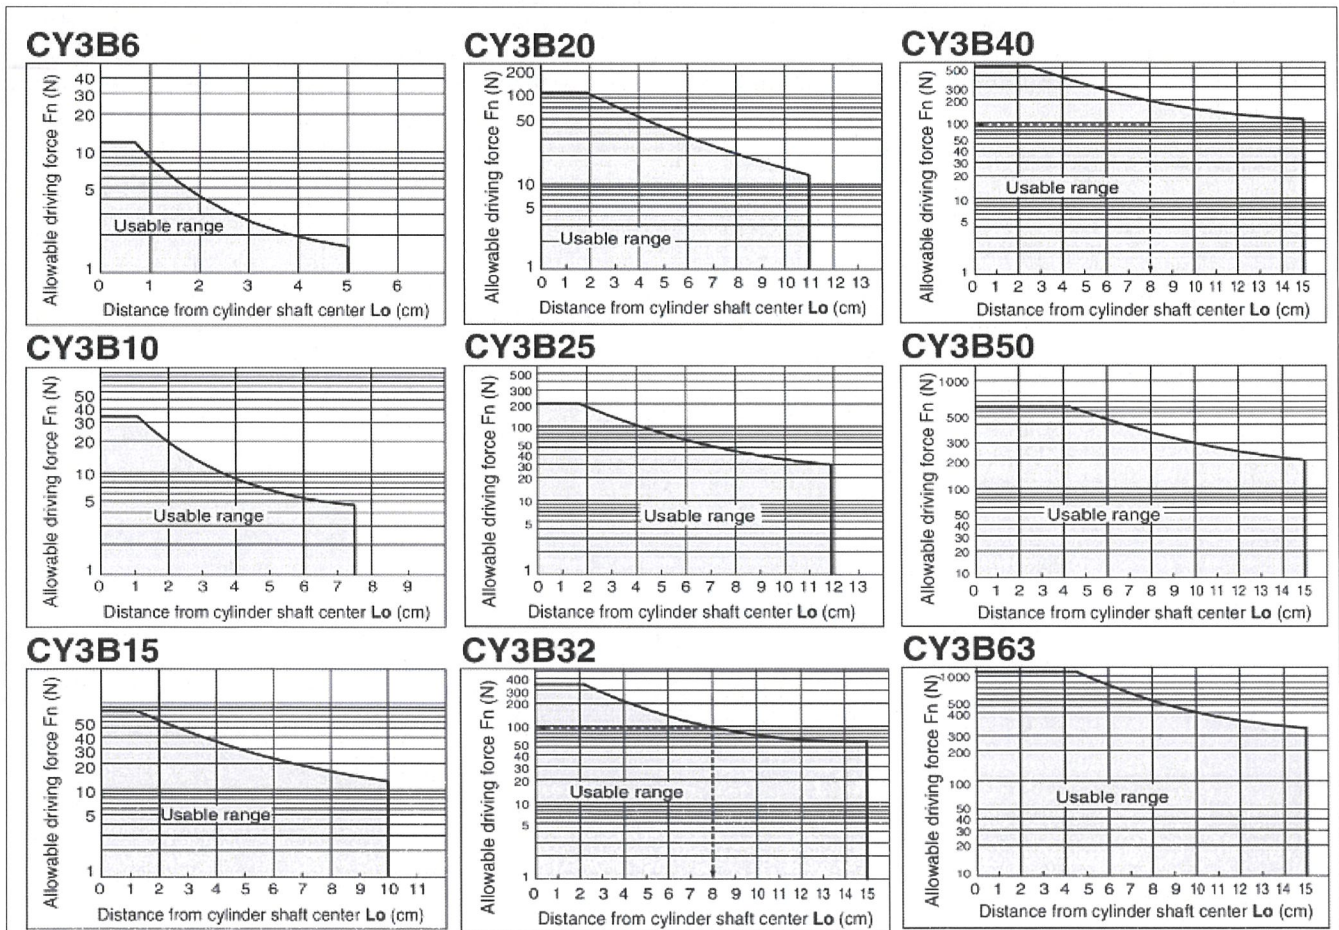 CY3B6
Allowable driving force Fn (N)
40
30
20
10
5
1
Usable range
0 1 2 3 4 5 6
Distance from cylinder shaft center Lo (cm)
CY3B20
Allowable driving force Fn (N)
200
100
50
10
5
1
Usable range
0 1 2 3 4 5 6 7 8 9 10 11 12 13
Distance from cylinder shaft center Lo (cm)
CY3B40
Allowable driving force Fn (N)
500
300
200
100
50
40
30
20
10
5
1
Usable range
0 1 2 3 4 5 6 7 8 9 10 11 12 13 14 15
Distance from cylinder shaft center Lo (cm)
CY3B10
Allowable driving force Fn (N)
50
40
30
20
10
5
1
Usable range
0 1 2 3 4 5 6 7 8 9
Distance from cylinder shaft center Lo (cm)
CY3B25
Allowable driving force Fn (N)
500
300
200
100
50
40
30
20
10
5
1
Usable range
0 1 2 3 4 5 6 7 8 9 10 11 12 13
Distance from cylinder shaft center Lo (cm)
CY3B50
Allowable driving force Fn (N)
1000
500
300
200
100
50
40
30
20
10
Usable range
0 1 2 3 4 5 6 7 8 9 10 11 12 13 14 15
Distance from cylinder shaft center Lo (cm)
CY3B15
Allowable driving force Fn (N)
50
40
30
20
10
5
1
Usable range
0 1 2 3 4 5 6 7 8 9 10 11
Distance from cylinder shaft center Lo (cm)
CY3B32
Allowable driving force Fn (N)
400
300
200
100
50
40
30
20
10
5
1
Usable range
0 1 2 3 4 5 6 7 8 9 10 11 12 13 14 15
Distance from cylinder shaft center Lo (cm)
CY3B63
Allowable driving force Fn (N)
1000
500
400
300
200
100
50
40
30
20
10
Usable range
0 1 2 3 4 5 6 7 8 9 10 11 12 13 14 15
Distance from cylinder shaft center Lo (cm)